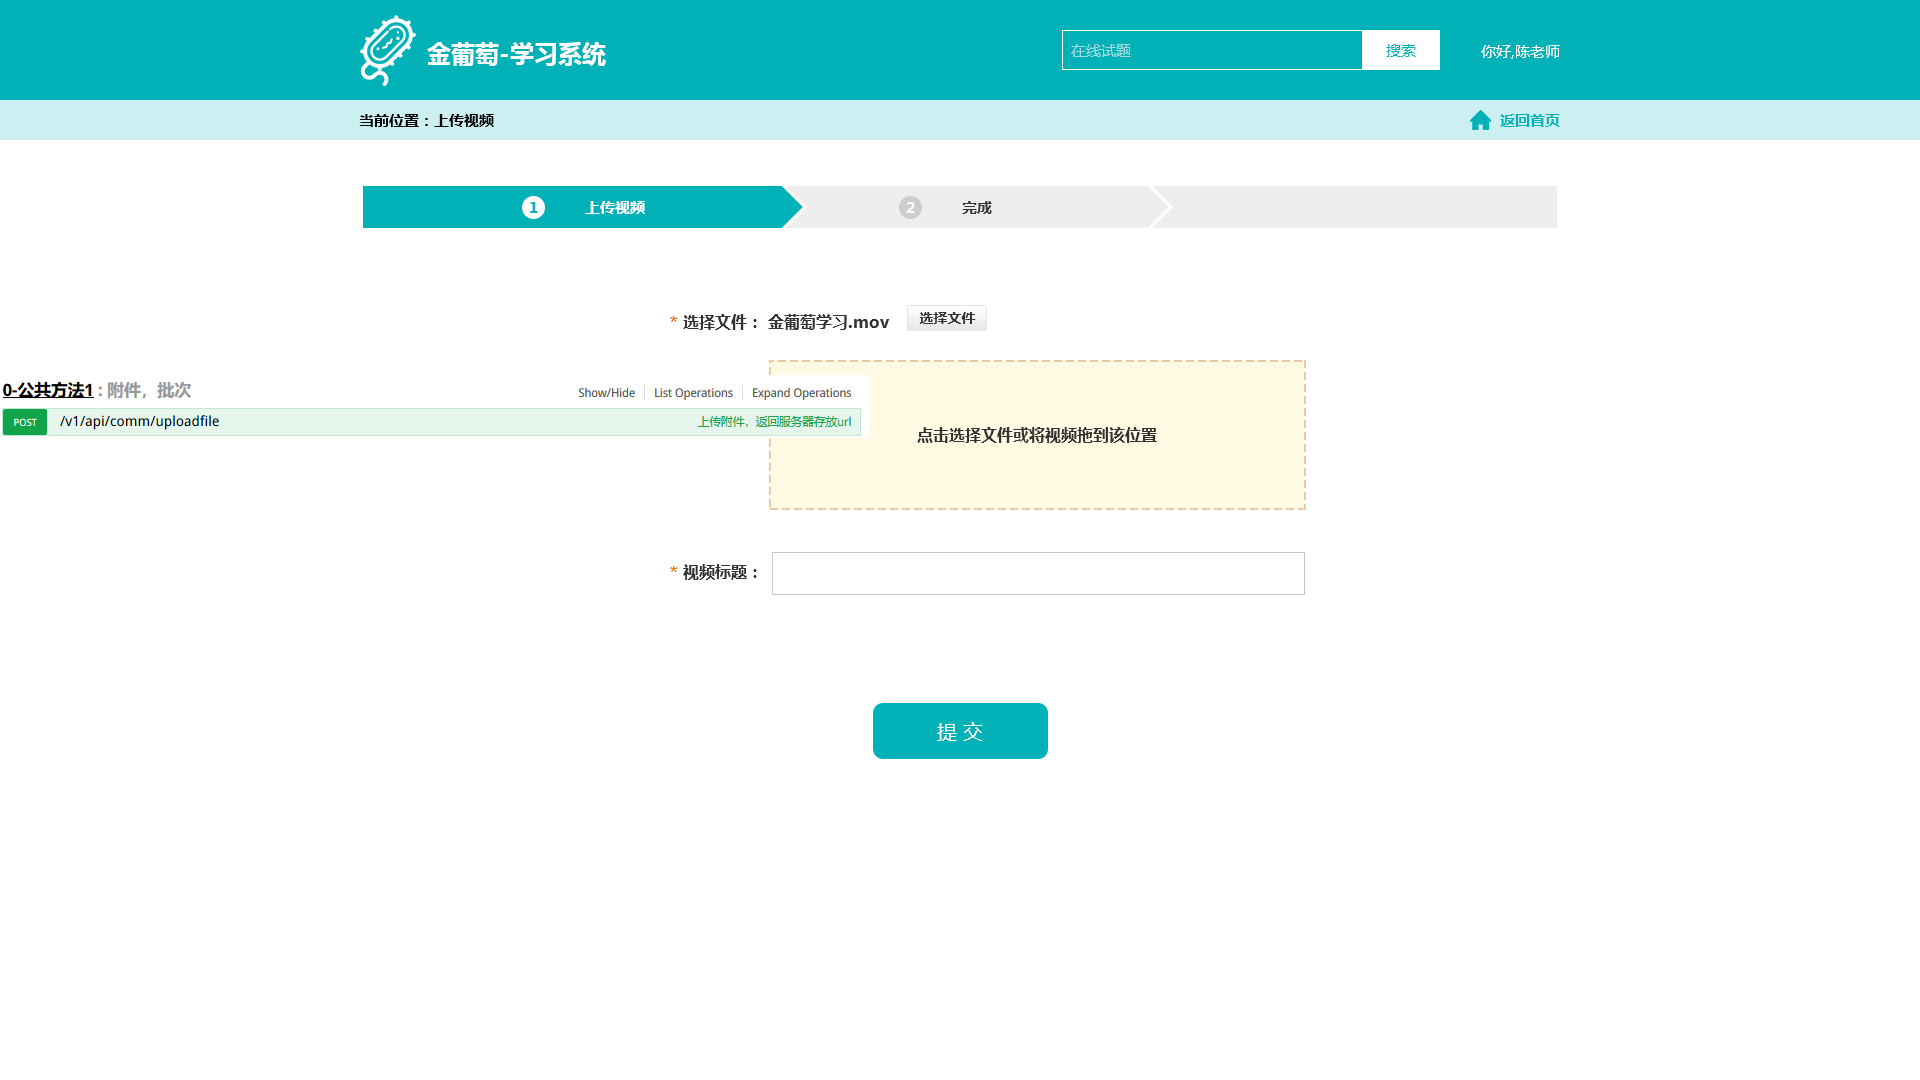 金葡萄-学习系统
在线试题
搜索
你好,陈老师
当前位置：上传视频
返回首页
1 上传视频
2 完成
* 选择文件： 金葡萄学习.mov 选择文件
0-公共方法1 : 附件，批次
Show/Hide
List Operations
Expand Operations
POST /v1/api/comm/uploadfile
上传附件，返回服务器存放url
点击选择文件或将视频拖到该位置
* 视频标题：
提 交